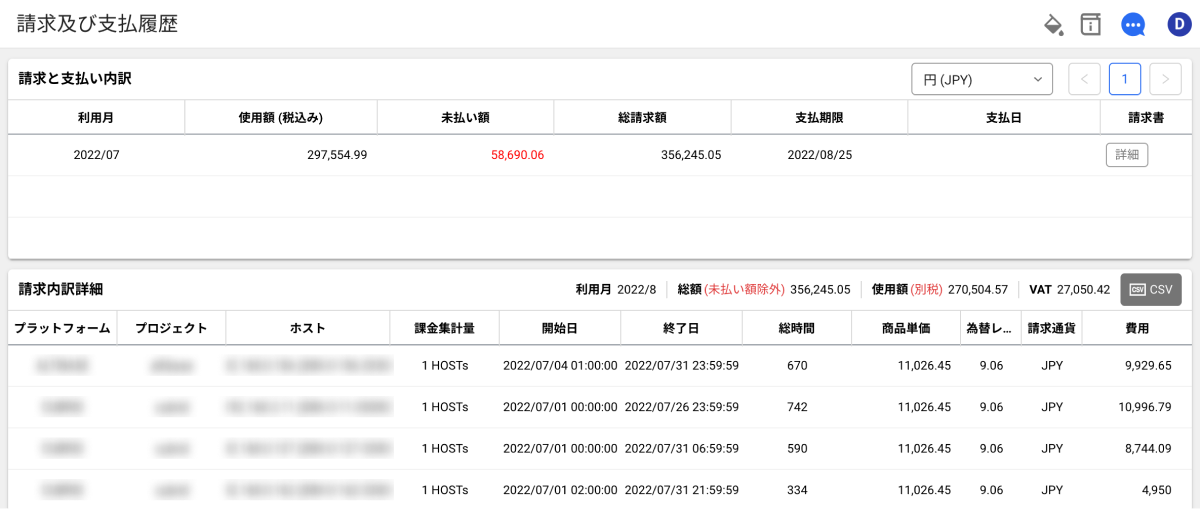 請求及び支払履歴
D
請求と支払い内訳
円 (JPY)
< 1 >
利用月 使用額 (税込み) 未払い額 総請求額 支払期限 支払日 請求書
2022/07 297,554.99 58,690.06 356,245.05 2022/08/25 詳細
請求内訳詳細
利用月 2022/8 総額(未払い額除外) 356,245.05 使用額(別税) 270,504.57 VAT 27,050.42 CSV CSV
プラットフォーム プロジェクト ホスト 課金集計量 開始日 終了日 総時間 商品単価 為替レ... 請求通貨 費用
1 HOSTs 2022/07/04 01:00:00 2022/07/31 23:59:59 670 11,026.45 9.06 JPY 9,929.65
1 HOSTs 2022/07/01 00:00:00 2022/07/26 23:59:59 742 11,026.45 9.06 JPY 10,996.79
1 HOSTs 2022/07/01 00:00:00 2022/07/31 06:59:59 590 11,026.45 9.06 JPY 8,744.09
1 HOSTs 2022/07/01 02:00:00 2022/07/31 21:59:59 334 11,026.45 9.06 JPY 4,950